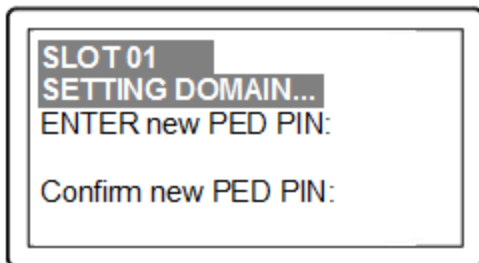 SLOT 01
SETTING DOMAIN...
ENTER new PED PIN:
Confirm new PED PIN: